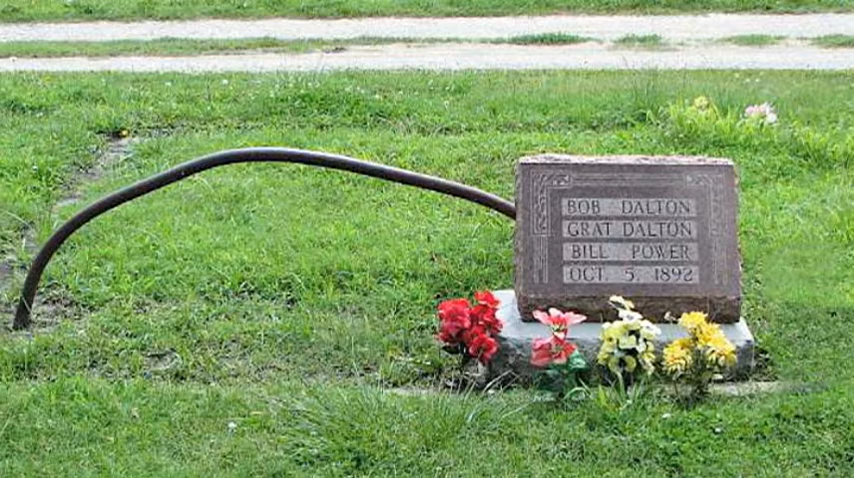 BOB DALTON
GRAT DALTON
BILL POWER
OCT. 5, 1892